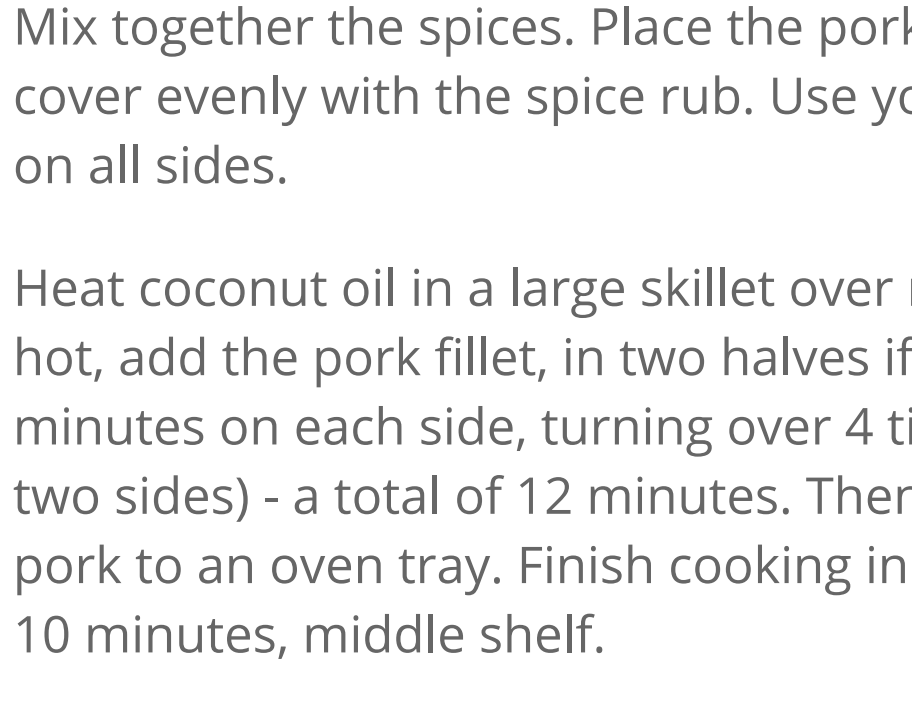 Mix together the spices. Place the pork
cover evenly with the spice rub. Use
on all sides.
Heat coconut oil in a large skillet over
hot, add the pork fillet, in two halves if
minutes on each side, turning over 4
two sides) - a total of 12 minutes. Then
pork to an oven tray. Finish cooking in
10 minutes, middle shelf.